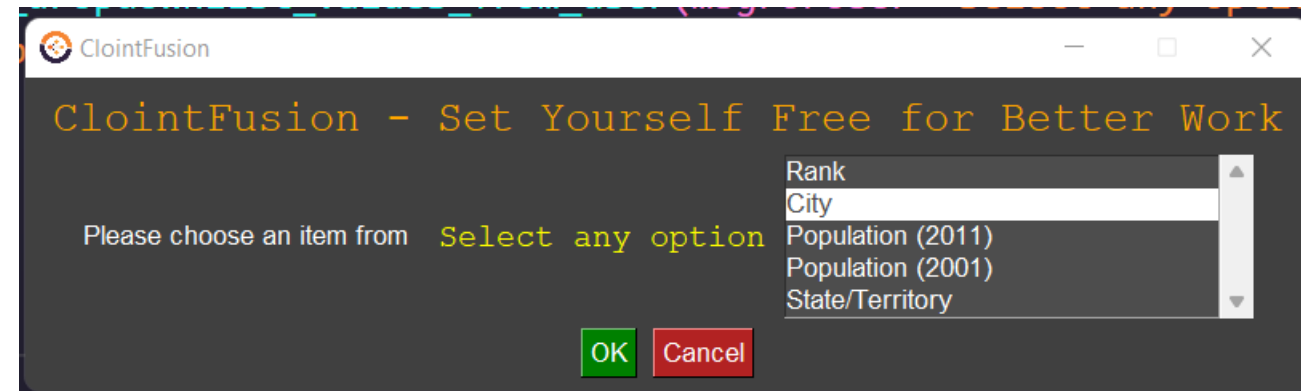 ClointFusion
ClointFusion - Set Yourself Free for Better Work
Please choose an item from
Select any option
Rank
City
Population (2011)
Population (2001)
State/Territory
OK
Cancel